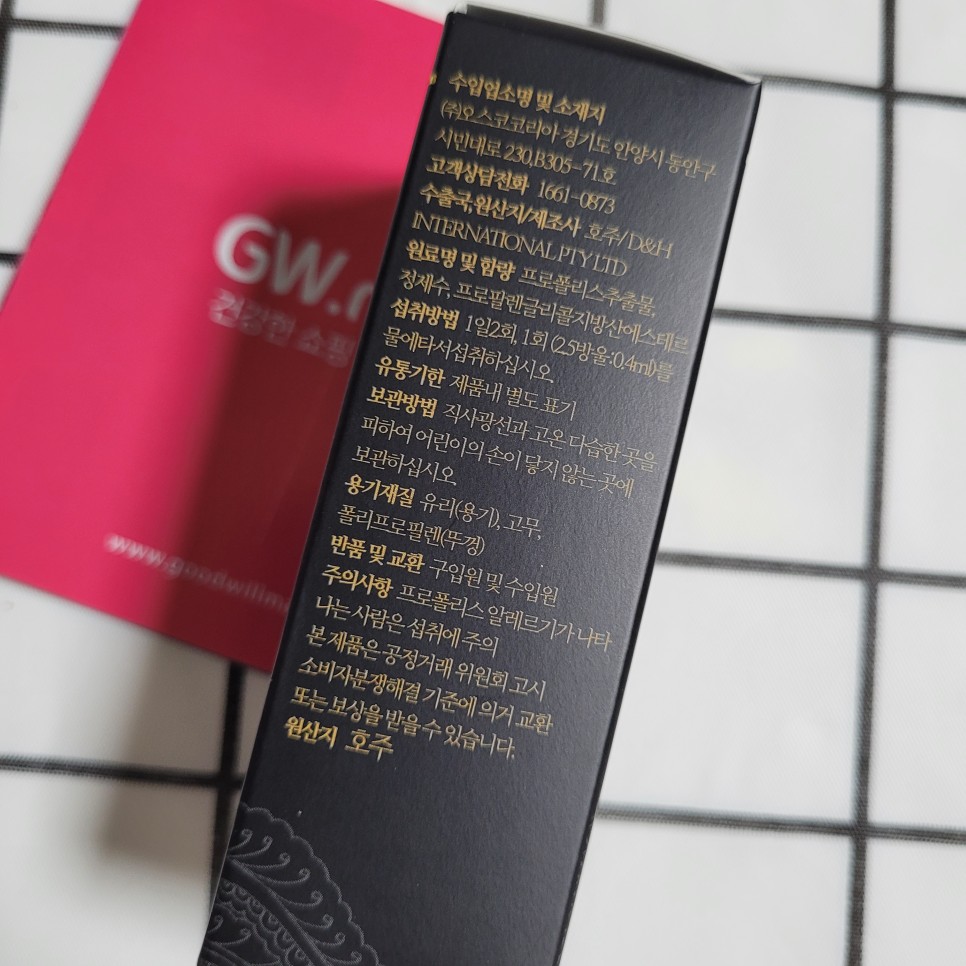 GW.
건강한 쇼핑
www.goodwillm
수입업소명 및 소재지
(주)오스코코리아 경기도 안양시 동안구
시민대로 230,B305-71호
고객상담전화 1661-0873
수출국,원산지/제조사 호주/ D&H
INTERNATIONAL PTY LTD
원료명 및 함량 프로폴리스추출물,
정제수, 프로필렌글리콜지방산에스테르
섭취방법 1일2회, 1회 (2.5방울:0.4ml)를
물에타서섭취하십시오.
유통기한 제품내 별도 표기
보관방법 직사광선과 고온 다습한 곳을
피하여 어린이의 손이 닿지 않는 곳에
보관하십시오.
용기재질 유리(용기), 고무,
폴리프로필렌(뚜껑)
반품 및 교환 구입원 및 수입원
주의사항 프로폴리스 알레르기가 나타
나는 사람은 섭취에 주의
본 제품은 공정거래 위원회 고시
소비자분쟁해결 기준에 의거 교환
또는 보상을 받을 수 있습니다.
원산지 호주